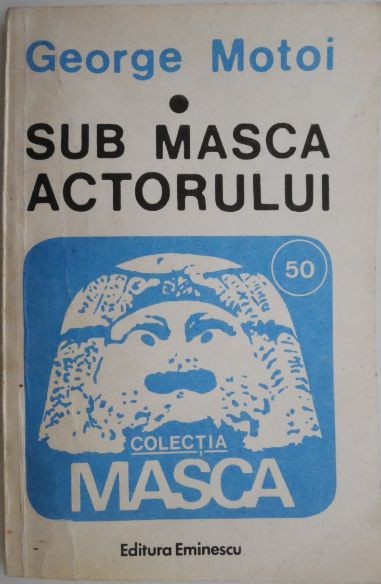 George Motoi
SUB MASCA
ACTORULUI
50
COLECȚIA
MASCA
Editura Eminescu